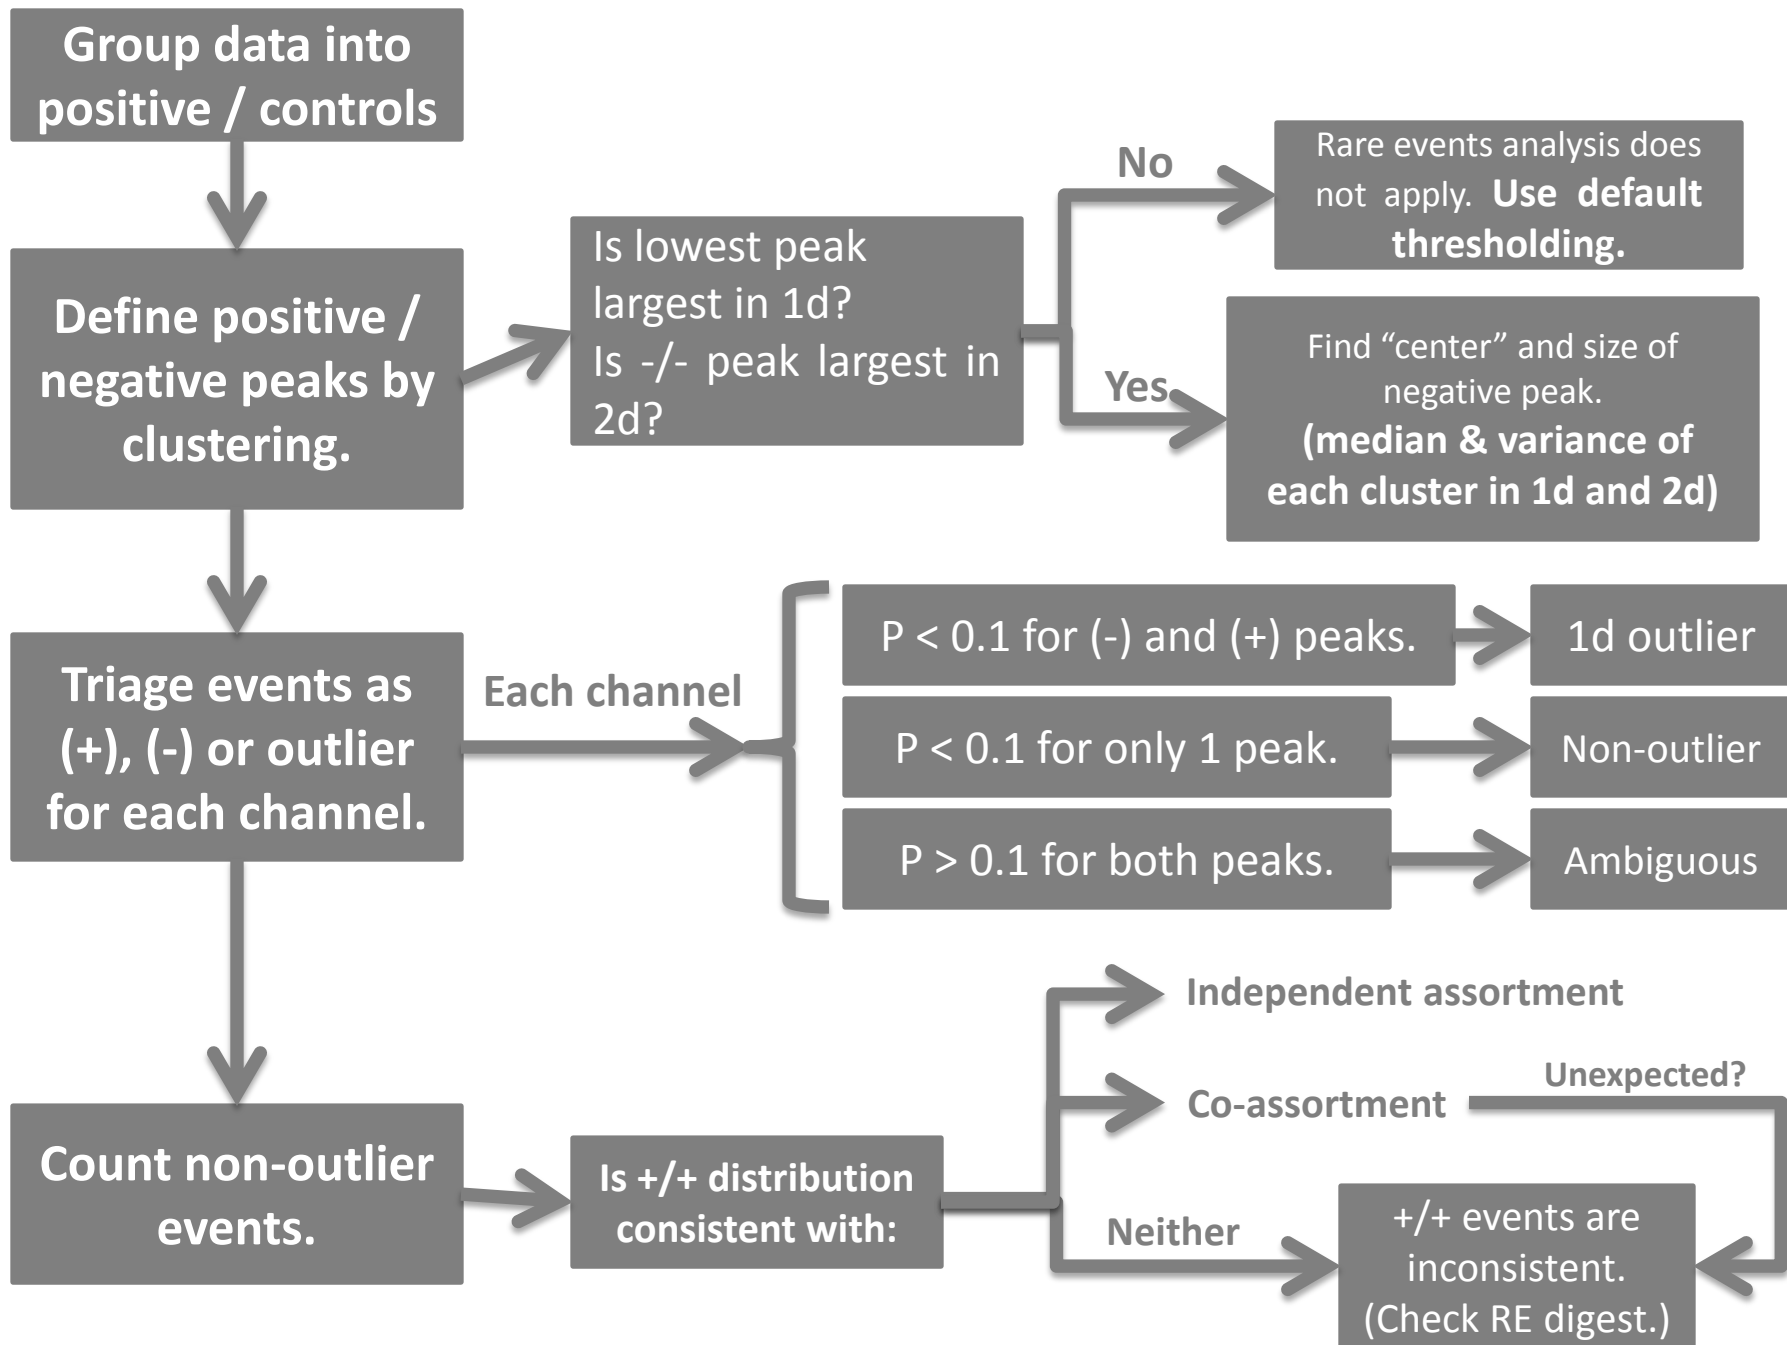 Group data into
positive / controls
Define positive /
negative peaks by
clustering.
Is lowest peak
largest in 1d?
Is -/- peak largest in
2d?
No
Rare events analysis does
not apply. Use default
thresholding.
Yes
Find “center” and size of
negative peak.
(median & variance of
each cluster in 1d and 2d)
Triage events as
(+), (-) or outlier
for each channel.
Each channel
P < 0.1 for (-) and (+) peaks.
1d outlier
P < 0.1 for only 1 peak.
Non-outlier
P > 0.1 for both peaks.
Ambiguous
Count non-outlier
events.
Is +/+ distribution
consistent with:
Independent assortment
Co-assortment
Unexpected?
Neither
+/+ events are
inconsistent.
(Check RE digest.)